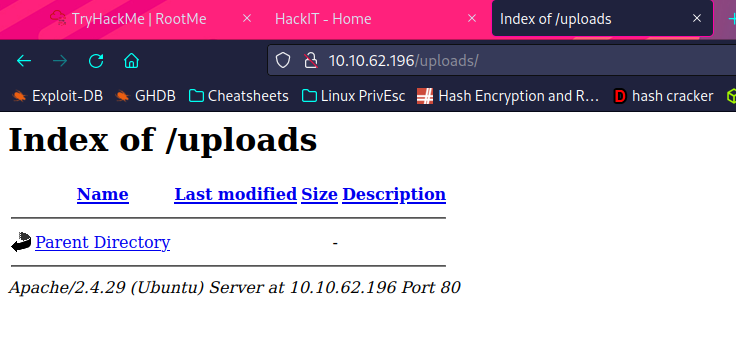 TryHackMe | RootMe
HackIT - Home
Index of /uploads
10.10.62.196/uploads/
Exploit-DB
GHDB
Cheatsheets
Linux PrivEsc
Hash Encryption and R…
hash cracker
Index of /uploads
Name Last modified Size Description
Parent Directory -
Apache/2.4.29 (Ubuntu) Server at 10.10.62.196 Port 80